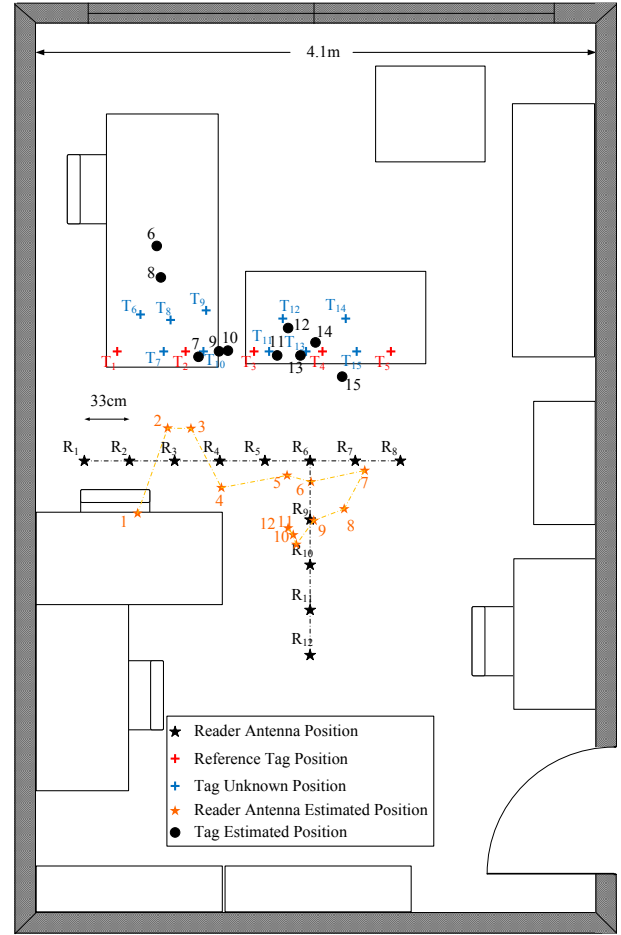 4.1m
6
8
T₆
T₈
T₉
T₁₂
T₁₄
12
7
9
10
T₁₁
11
T₁₃
14
T₁
T₇
T₂
T₁₀
T₃
13
T₄
T₁₅
T₅
15
33cm
2
3
R₁
R₂
R₃
R₄
R₅
R₆
R₇
R₈
4
5
6
7
1
R₉
8
12
11
9
10
R₁₀
R₁₁
R₁₂
Reader Antenna Position
Reference Tag Position
Tag Unknown Position
Reader Antenna Estimated Position
Tag Estimated Position